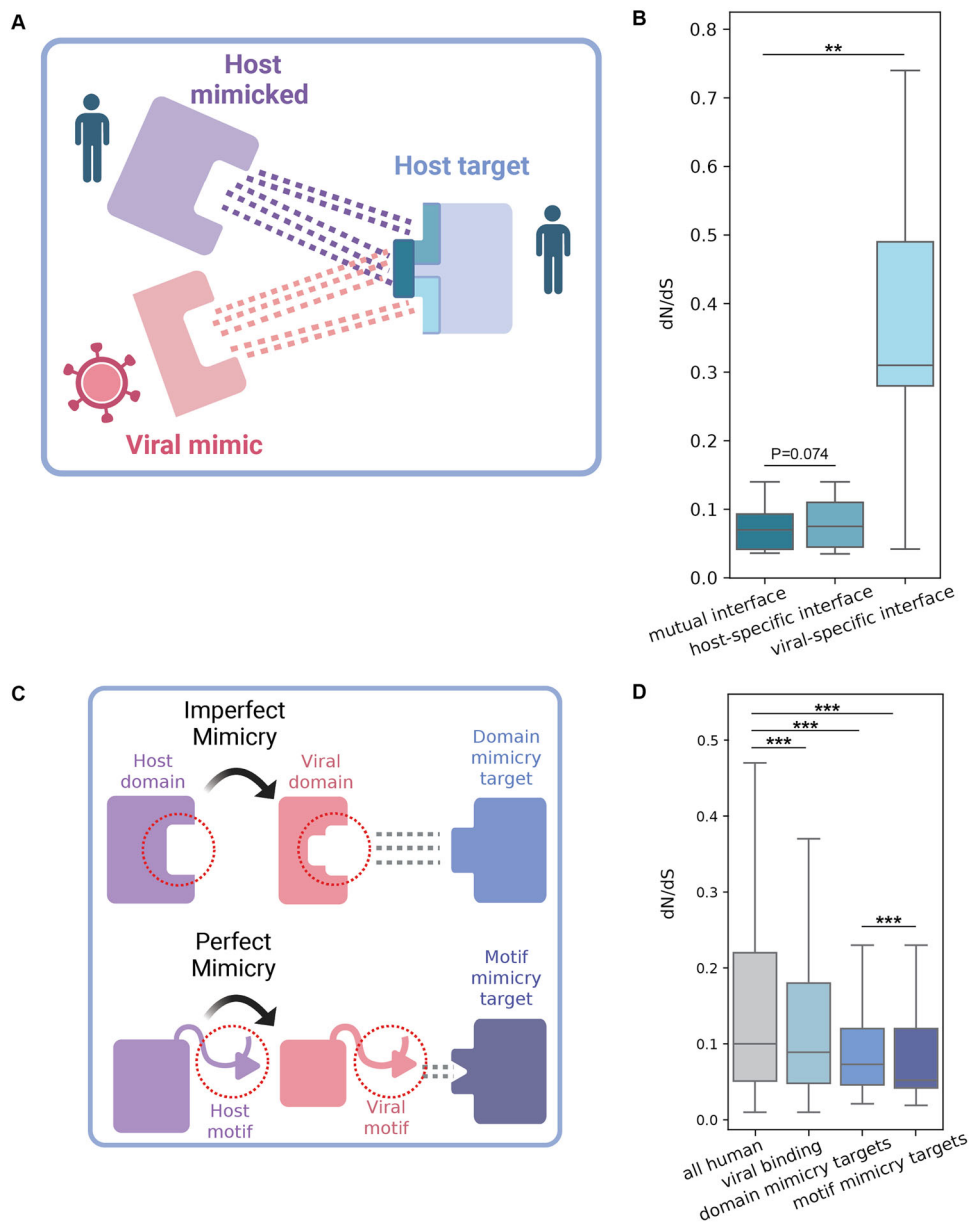 A
Host
mimicked
Host target
Viral mimic
B
0.8
0.7
0.6
0.5
0.4
0.3
0.2
0.1
0.0
dN/dS
**
P=0.074
mutual interface
host-specific interface
viral-specific interface
C
Imperfect
Mimicry
Host
domain
Viral
domain
Domain
mimicry
target
Perfect
Mimicry
Motif
mimicry
target
Host
motif
Viral
motif
D
0.5
0.4
0.3
0.2
0.1
0.0
dN/dS
***
***
***
***
all human
viral binding
domain mimicry targets
motif mimicry targets